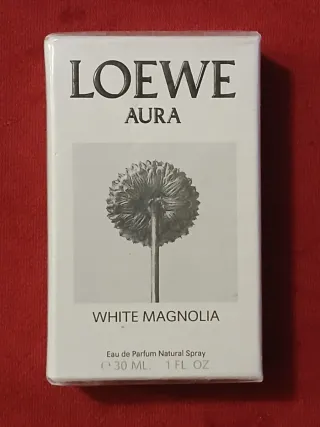 LOEWE
AURA
WHITE MAGNOLIA
Eau de Parfum Natural Spray
℮ 30 ML. 1 FL. OZ.